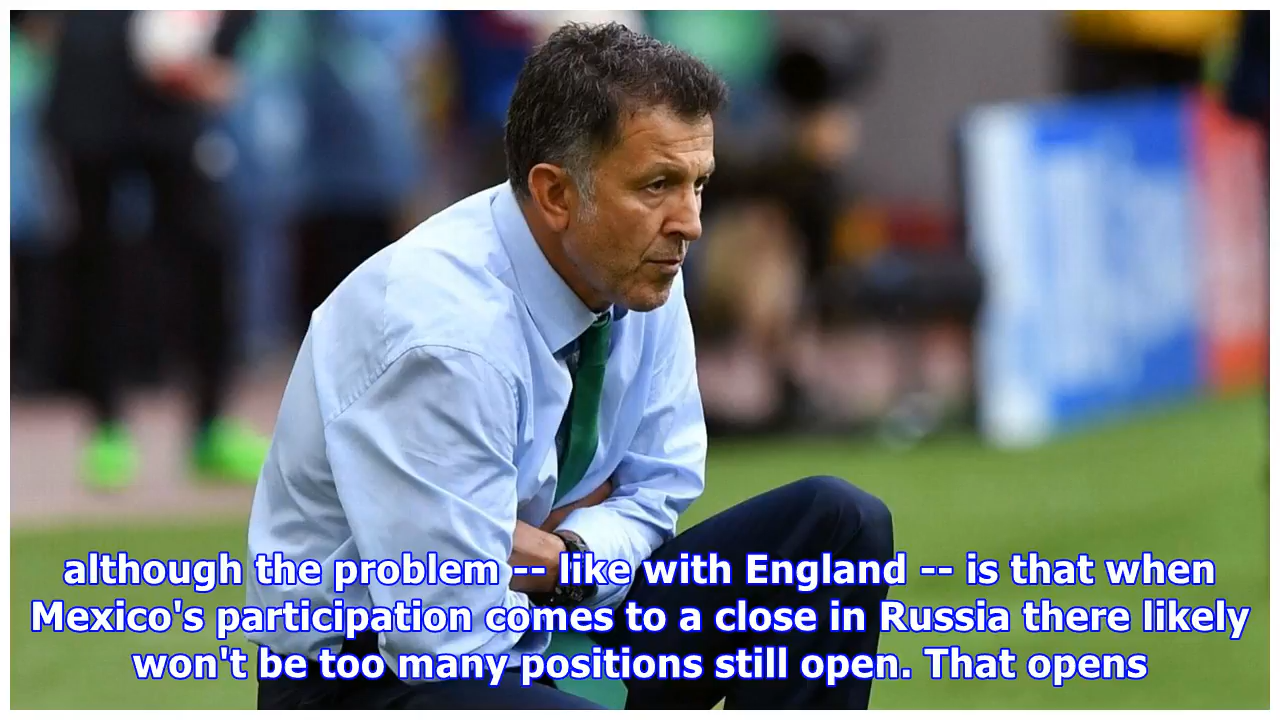 although the problem -- like with England -- is that when
Mexico's participation comes to a close in Russia there likely
won't be too many positions still open. That opens